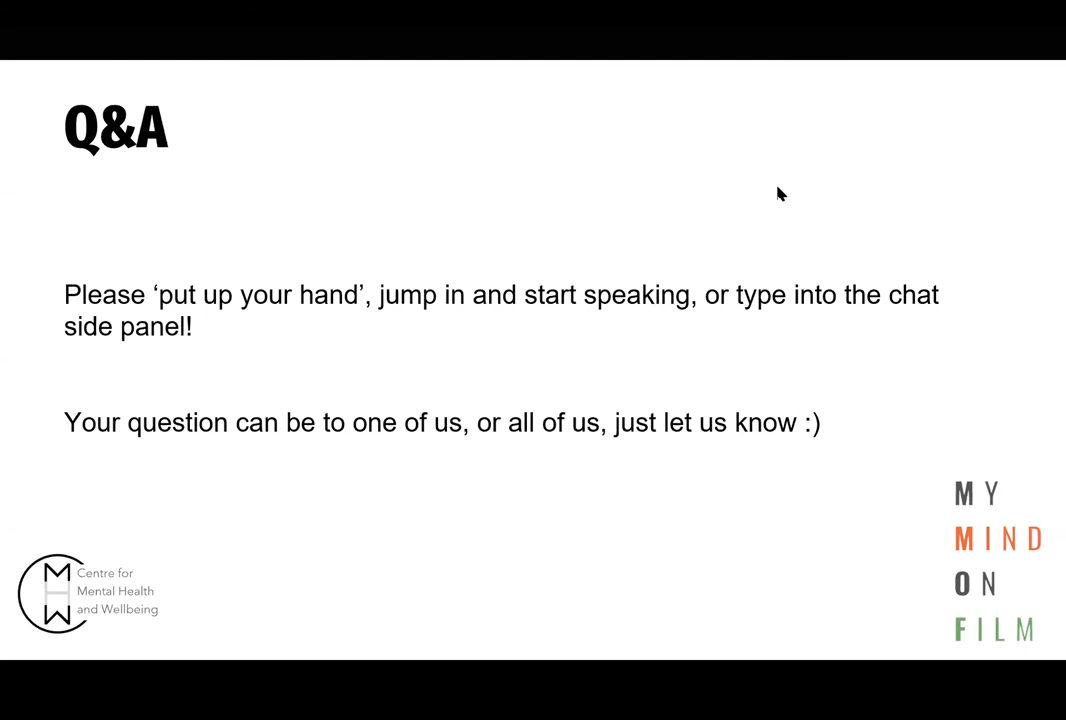 Q&A
Please ‘put up your hand’, jump in and start speaking, or type into the chat
side panel!
Your question can be to one of us, or all of us, just let us know :)
MY
MIND
ON
FILM
MHW
Centre for
Mental Health
and Wellbeing